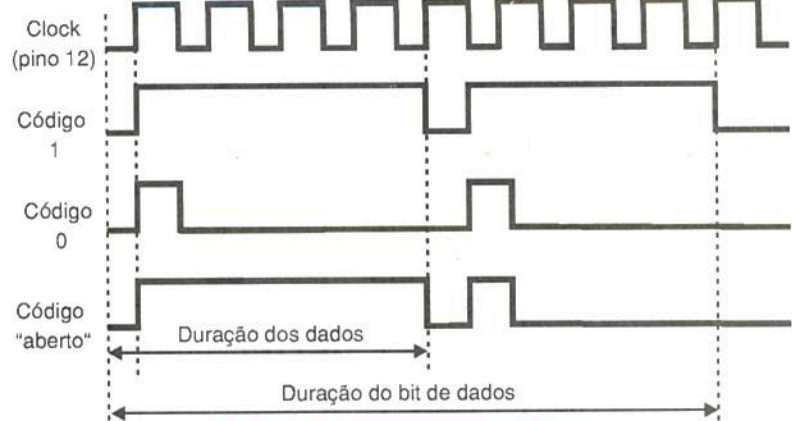 Clock
(pino 12)
Código
1
Código
0
Código
"aberto"
Duração dos dados
Duração do bit de dados